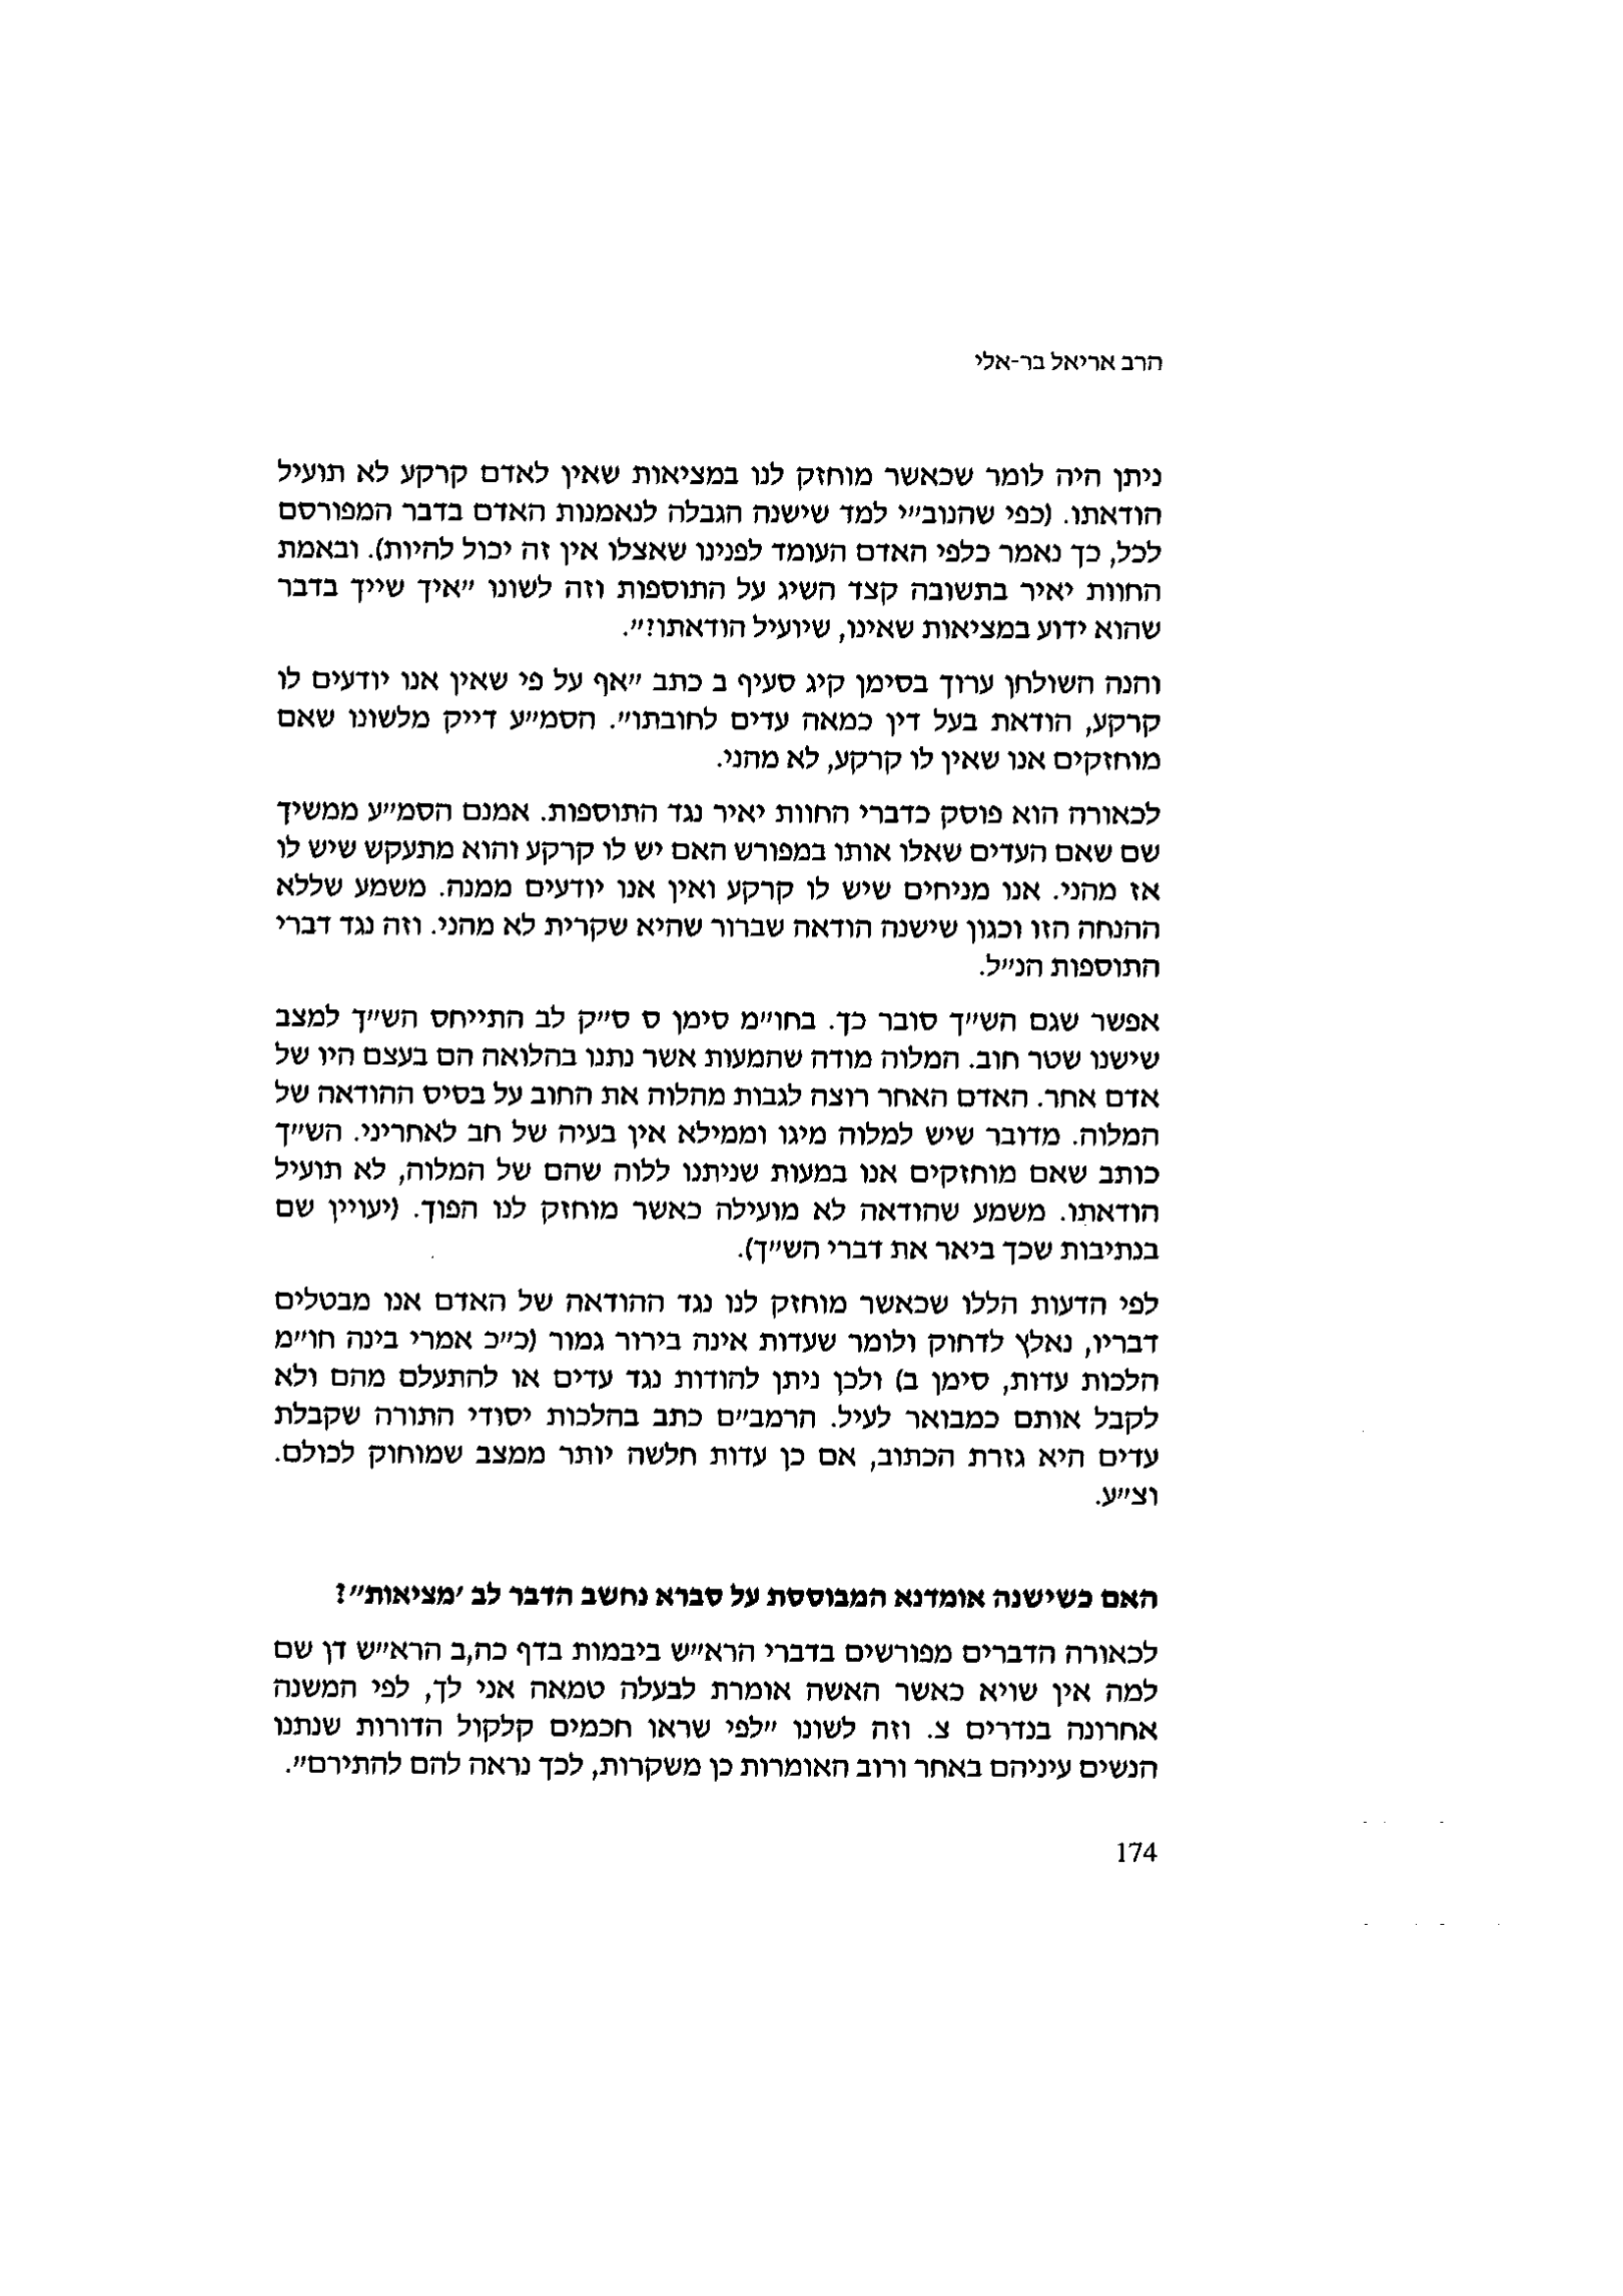 הרב אריאל בר-אלי
ניתן היה לומר שכאשר מוחזק לנו במציאות שאין לאדם קרקע לא תועיל
הודאתו. (כפי שהנוב״י למד שישנה הגבלה לנאמנות האדם בדבר המפורסם
לכל, כך נאמר כלפי האדם העומד לפנינו שאצלו אין זה יכול להיות). ובאמת
החוות יאיר בתשובה קצד השיג על התוספות וזה לשונו ״איך שייך בדבר
שהוא ידוע במציאות שאינו, שיועיל הודאתו?״.
והנה השולחן ערוך בסימן קיג סעיף ב כתב ״אף על פי שאין אנו יודעים לו
קרקע, הודאת בעל דין כמאה עדים לחובתו״. הסמ״ע דייק מלשונו שאם
מוחזקים אנו שאין לו קרקע, לא מהני.
לכאורה הוא פוסק כדברי החוות יאיר נגד התוספות. אמנם הסמ״ע ממשיך
שם שאם העדים שאלו אותו במפורש האם יש לו קרקע והוא מתעקש שיש לו
אז מהני. אנו מניחים שיש לו קרקע ואין אנו יודעים ממנה. משמע שללא
ההנחה הזו וכגון שישנה הודאה שברור שהיא שקרית לא מהני. וזה נגד דברי
התוספות הנ״ל.
אפשר שגם הש״ך סובר כך. בחו״מ סימן ס ס״ק לב התייחס הש״ך למצב
שישנו שטר חוב. המלוה מודה שהמעות אשר נתנו בהלואה הם בעצם היו של
אדם אחר. האדם האחר רוצה לגבות מהלוה את החוב על בסיס ההודאה של
המלוה. מדובר שיש למלוה מיגו וממילא אין בעיה של חב לאחריני. הש״ך
כותב שאם מוחזקים אנו במעות שניתנו ללוה שהם של המלוה, לא תועיל
הודאתו. משמע שהודאה לא מועילה כאשר מוחזק לנו הפוך. (יעויין שם
בנתיבות שכך ביאר את דברי הש״ך).
לפי הדעות הללו שכאשר מוחזק לנו נגד ההודאה של האדם אנו מבטלים
דבריו, נאלץ לדחוק ולומר שעדות אינה בירור גמור (כ״כ אמרי בינה חו״מ
הלכות עדות, סימן ב) ולכן ניתן להודות נגד עדים או להתעלם מהם ולא
לקבל אותם כמבואר לעיל. הרמב״ם כתב בהלכות יסודי התורה שקבלת
עדים היא גזרת הכתוב, אם כן עדות חלשה יותר ממצב שמוחוק לכולם.
וצ״ע.
האם כשישנה אומדנא המבוססת על סברא נחשב הדבר לב ׳מציאות״?
לכאורה הדברים מפורשים בדברי הרא״ש ביבמות בדף כה,ב הרא״ש דן שם
למה אין שויא כאשר האשה אומרת לבעלה טמאה אני לך, לפי המשנה
אחרונה בנדרים צ. וזה לשונו ״לפי שראו חכמים קלקול הדורות שנתנו
הנשים עיניהם באחר ורוב האומרות כן משקרות, לכך נראה להם להתירם״.
174